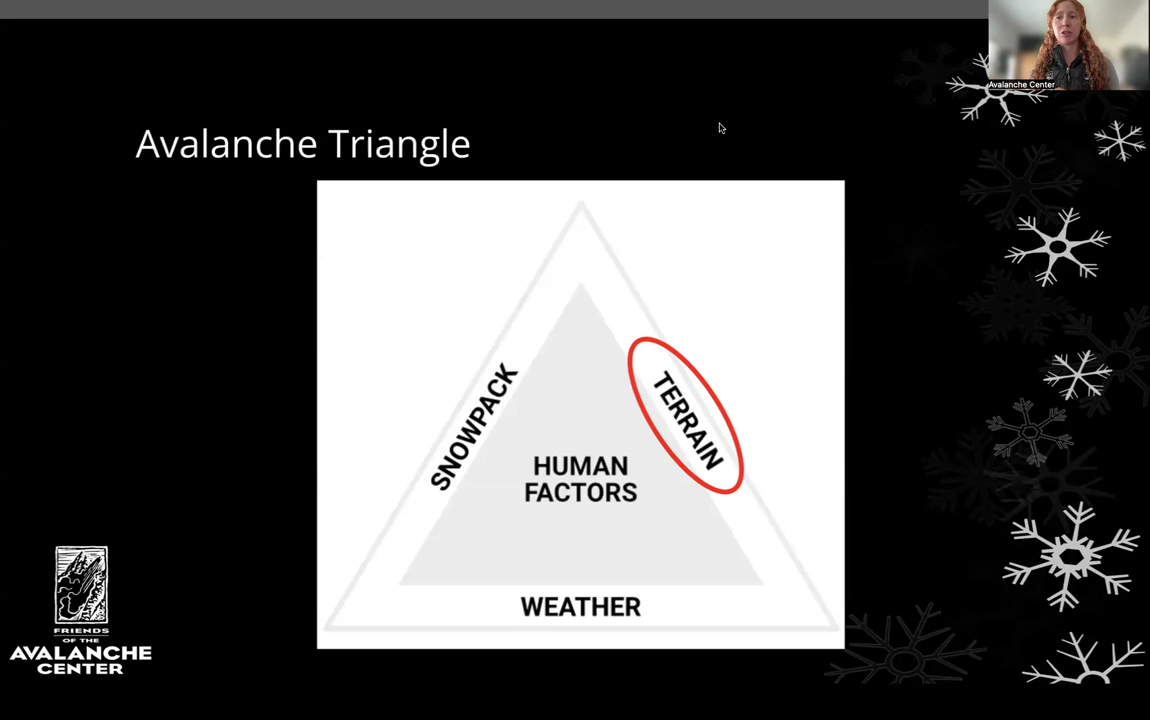 Avalanche Center
Avalanche Triangle
SNOWPACK
TERRAIN
HUMAN
FACTORS
WEATHER
FRIENDS
OF THE
AVALANCHE
CENTER